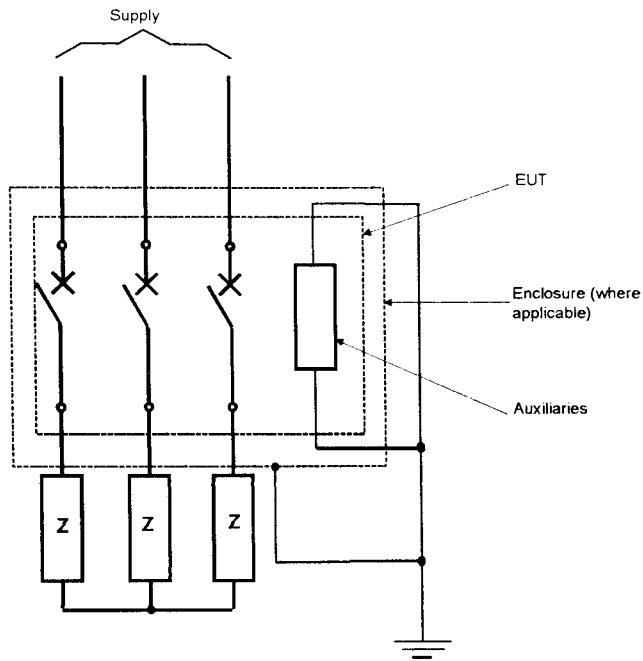 Supply
EUT
Enclosure (where
applicable)
Auxiliaries
Z
Z
Z